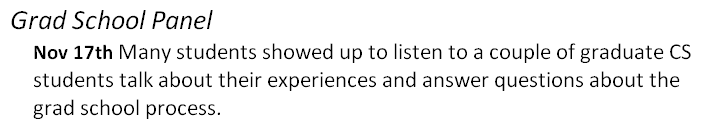 Grad School Panel
Nov 17th Many students showed up to listen to a couple of graduate CS
students talk about their experiences and answer questions about the
grad school process.